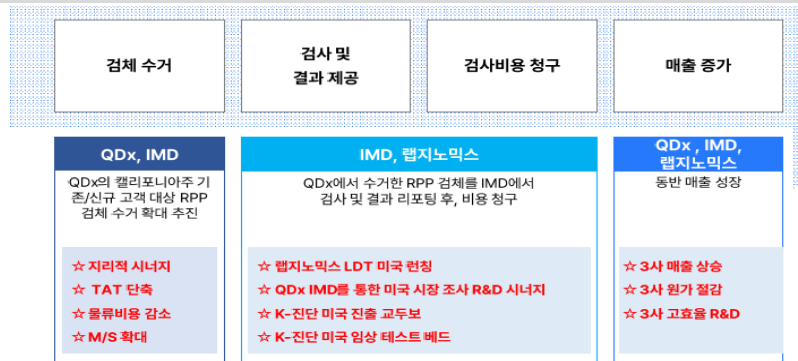 검체 수거
검사 및
결과 제공
검사비용 청구
매출 증가
QDx, IMD
QDx의 캘리포니아주 기
존/신규 고객 대상 RPP
검체 수거 확대 추진
☆ 지리적 시너지
☆ TAT 단축
☆ 물류비용 감소
☆ M/S 확대
IMD, 랩지노믹스
QDx에서 수거한 RPP 검체를 IMD에서
검사 및 결과 리포팅 후, 비용 청구
☆ 랩지노믹스 LDT 미국 런칭
☆ QDx IMD를 통한 미국 시장 조사 R&D 시너지
☆ K-진단 미국 진출 교두보
☆ K-진단 미국 임상 테스트 베드
QDx , IMD,
랩지노믹스
동반 매출 성장
☆ 3사 매출 상승
☆ 3사 원가 절감
☆ 3사 고효율 R&D